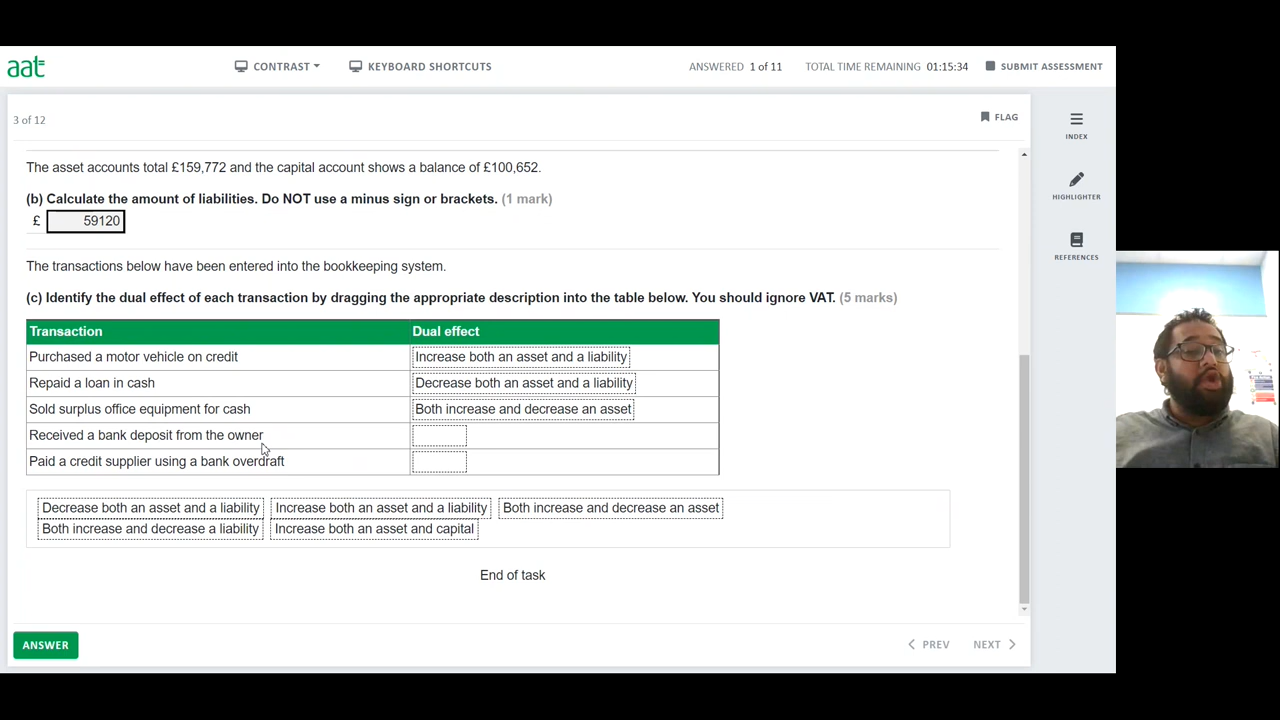 aat
CONTRAST
KEYBOARD SHORTCUTS
ANSWERED 1 of 11
TOTAL TIME REMAINING 01:15:34
SUBMIT ASSESSMENT
3 of 12
FLAG
INDEX
HIGHLIGHTER
REFERENCES
The asset accounts total £159,772 and the capital account shows a balance of £100,652.
(b) Calculate the amount of liabilities. Do NOT use a minus sign or brackets. (1 mark)
£ 59120
The transactions below have been entered into the bookkeeping system.
(c) Identify the dual effect of each transaction by dragging the appropriate description into the table below. You should ignore VAT. (5 marks)
Transaction Dual effect
Purchased a motor vehicle on credit Increase both an asset and a liability
Repaid a loan in cash Decrease both an asset and a liability
Sold surplus office equipment for cash Both increase and decrease an asset
Received a bank deposit from the owner
Paid a credit supplier using a bank overdraft
Decrease both an asset and a liability Increase both an asset and a liability Both increase and decrease an asset
Both increase and decrease a liability Increase both an asset and capital
End of task
ANSWER
PREV
NEXT